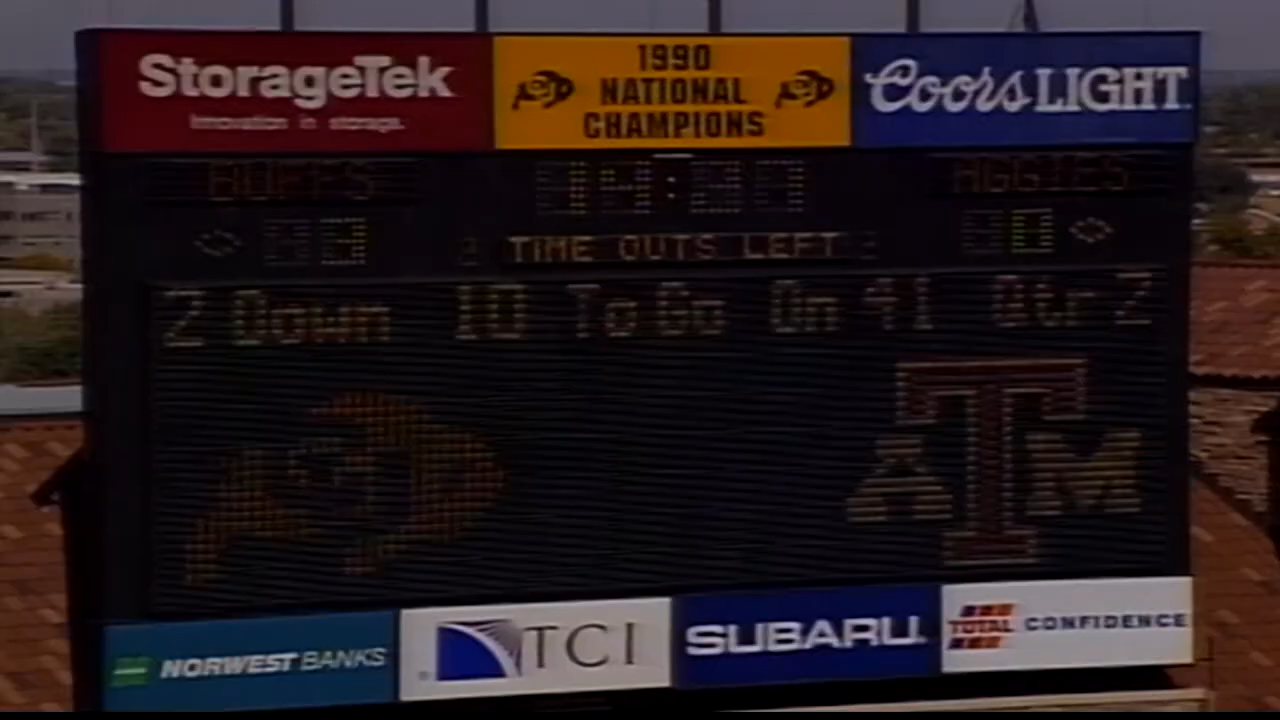 StorageTek
Innovation in storage.
1990
NATIONAL
CHAMPIONS
Coors LIGHT
BUFFS
AGGIES
TIME OUTS LEFT
2 Down 10 To Go On 41 Qtr 2
A T M
NORWEST BANKS
TCI
SUBARU
TOTAL CONFIDENCE